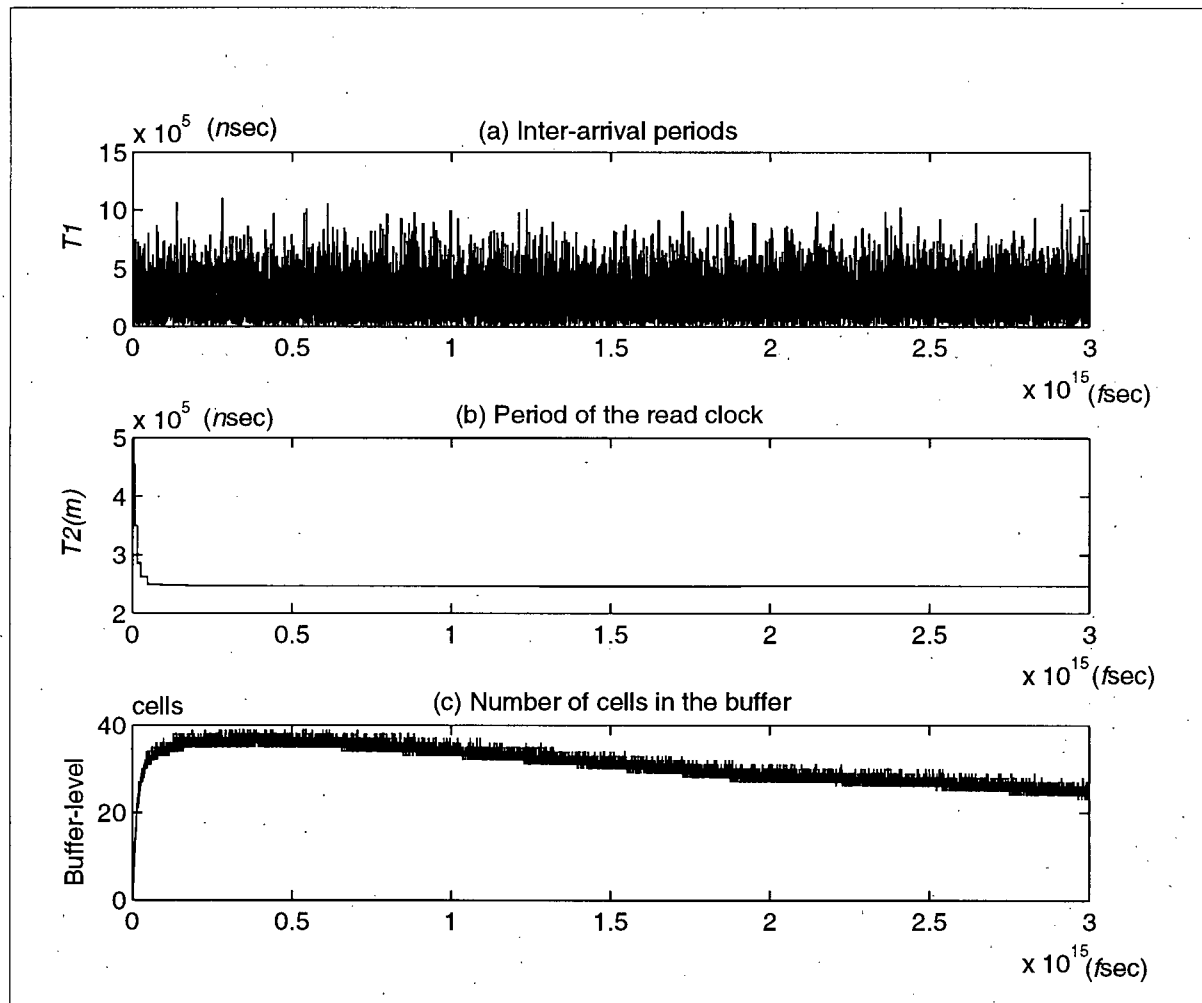 x 10^5 (nsec) (a) Inter-arrival periods
15
10
5
0
T1
0 0.5 1 1.5 2 2.5 3
x 10^15 (fsec)
x 10^5 (nsec) (b) Period of the read clock
5
4
3
2
T2(m)
0 0.5 1 1.5 2 2.5 3
x 10^15 (fsec)
cells (c) Number of cells in the buffer
40
20
0
Buffer-level
0 0.5 1 1.5 2 2.5 3
x 10^15 (fsec)